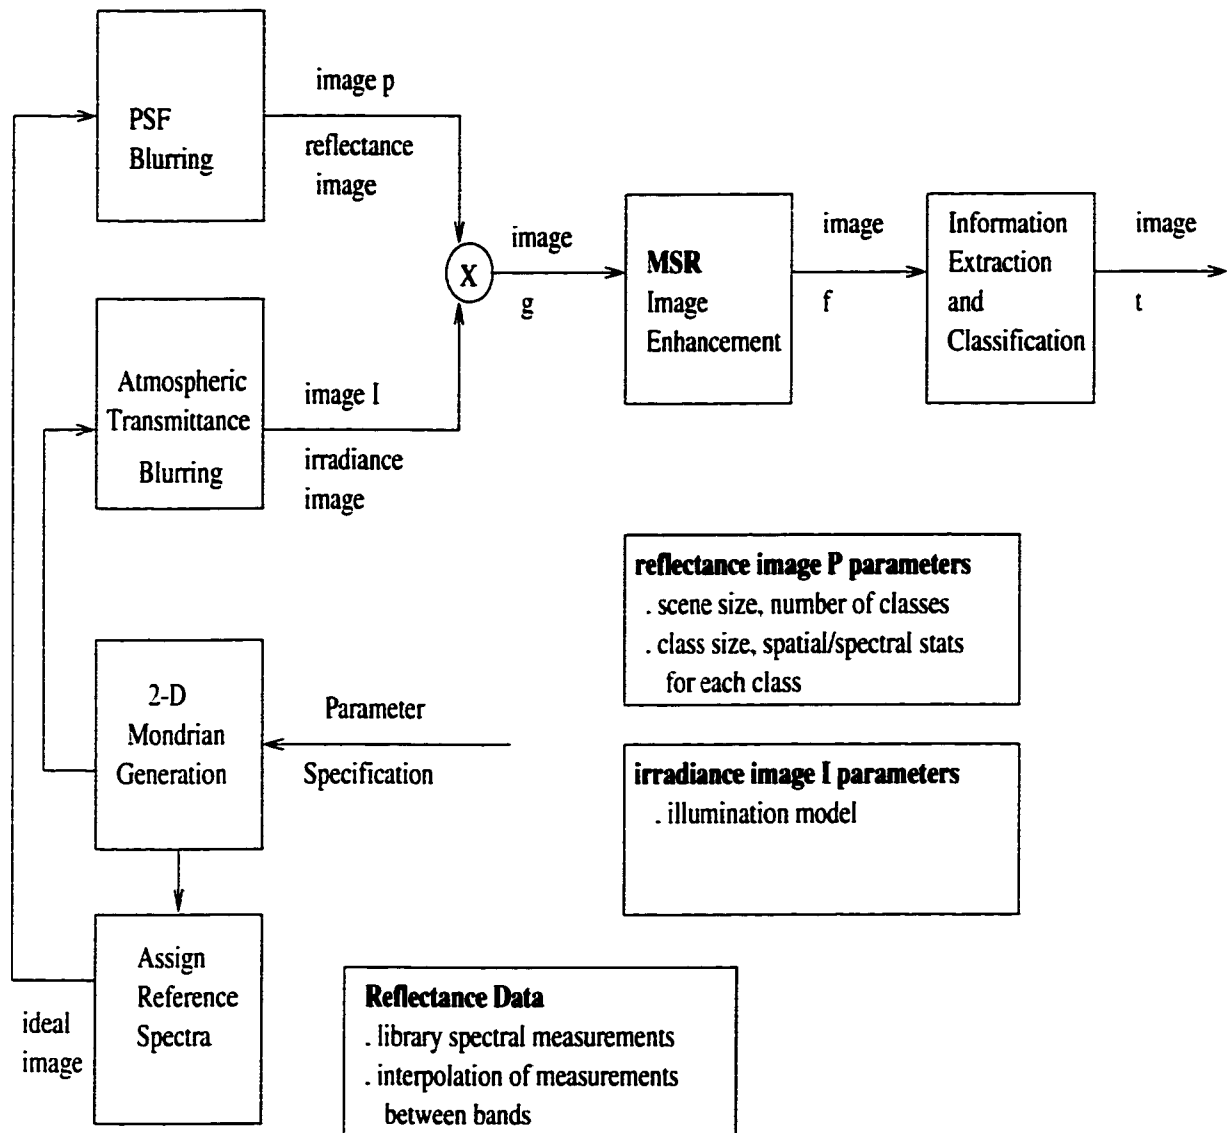 PSF
Blurring
image p
reflectance
image
X
image
g
MSR
Image
Enhancement
image
f
Information
Extraction
and
Classification
image
t
Atmospheric
Transmittance
Blurring
image I
irradiance
image
2-D
Mondrian
Generation
Parameter
Specification
reflectance image P parameters
. scene size, number of classes
. class size, spatial/spectral stats
for each class
irradiance image I parameters
. illumination model
Assign
Reference
Spectra
ideal
image
Reflectance Data
. library spectral measurements
. interpolation of measurements
between bands